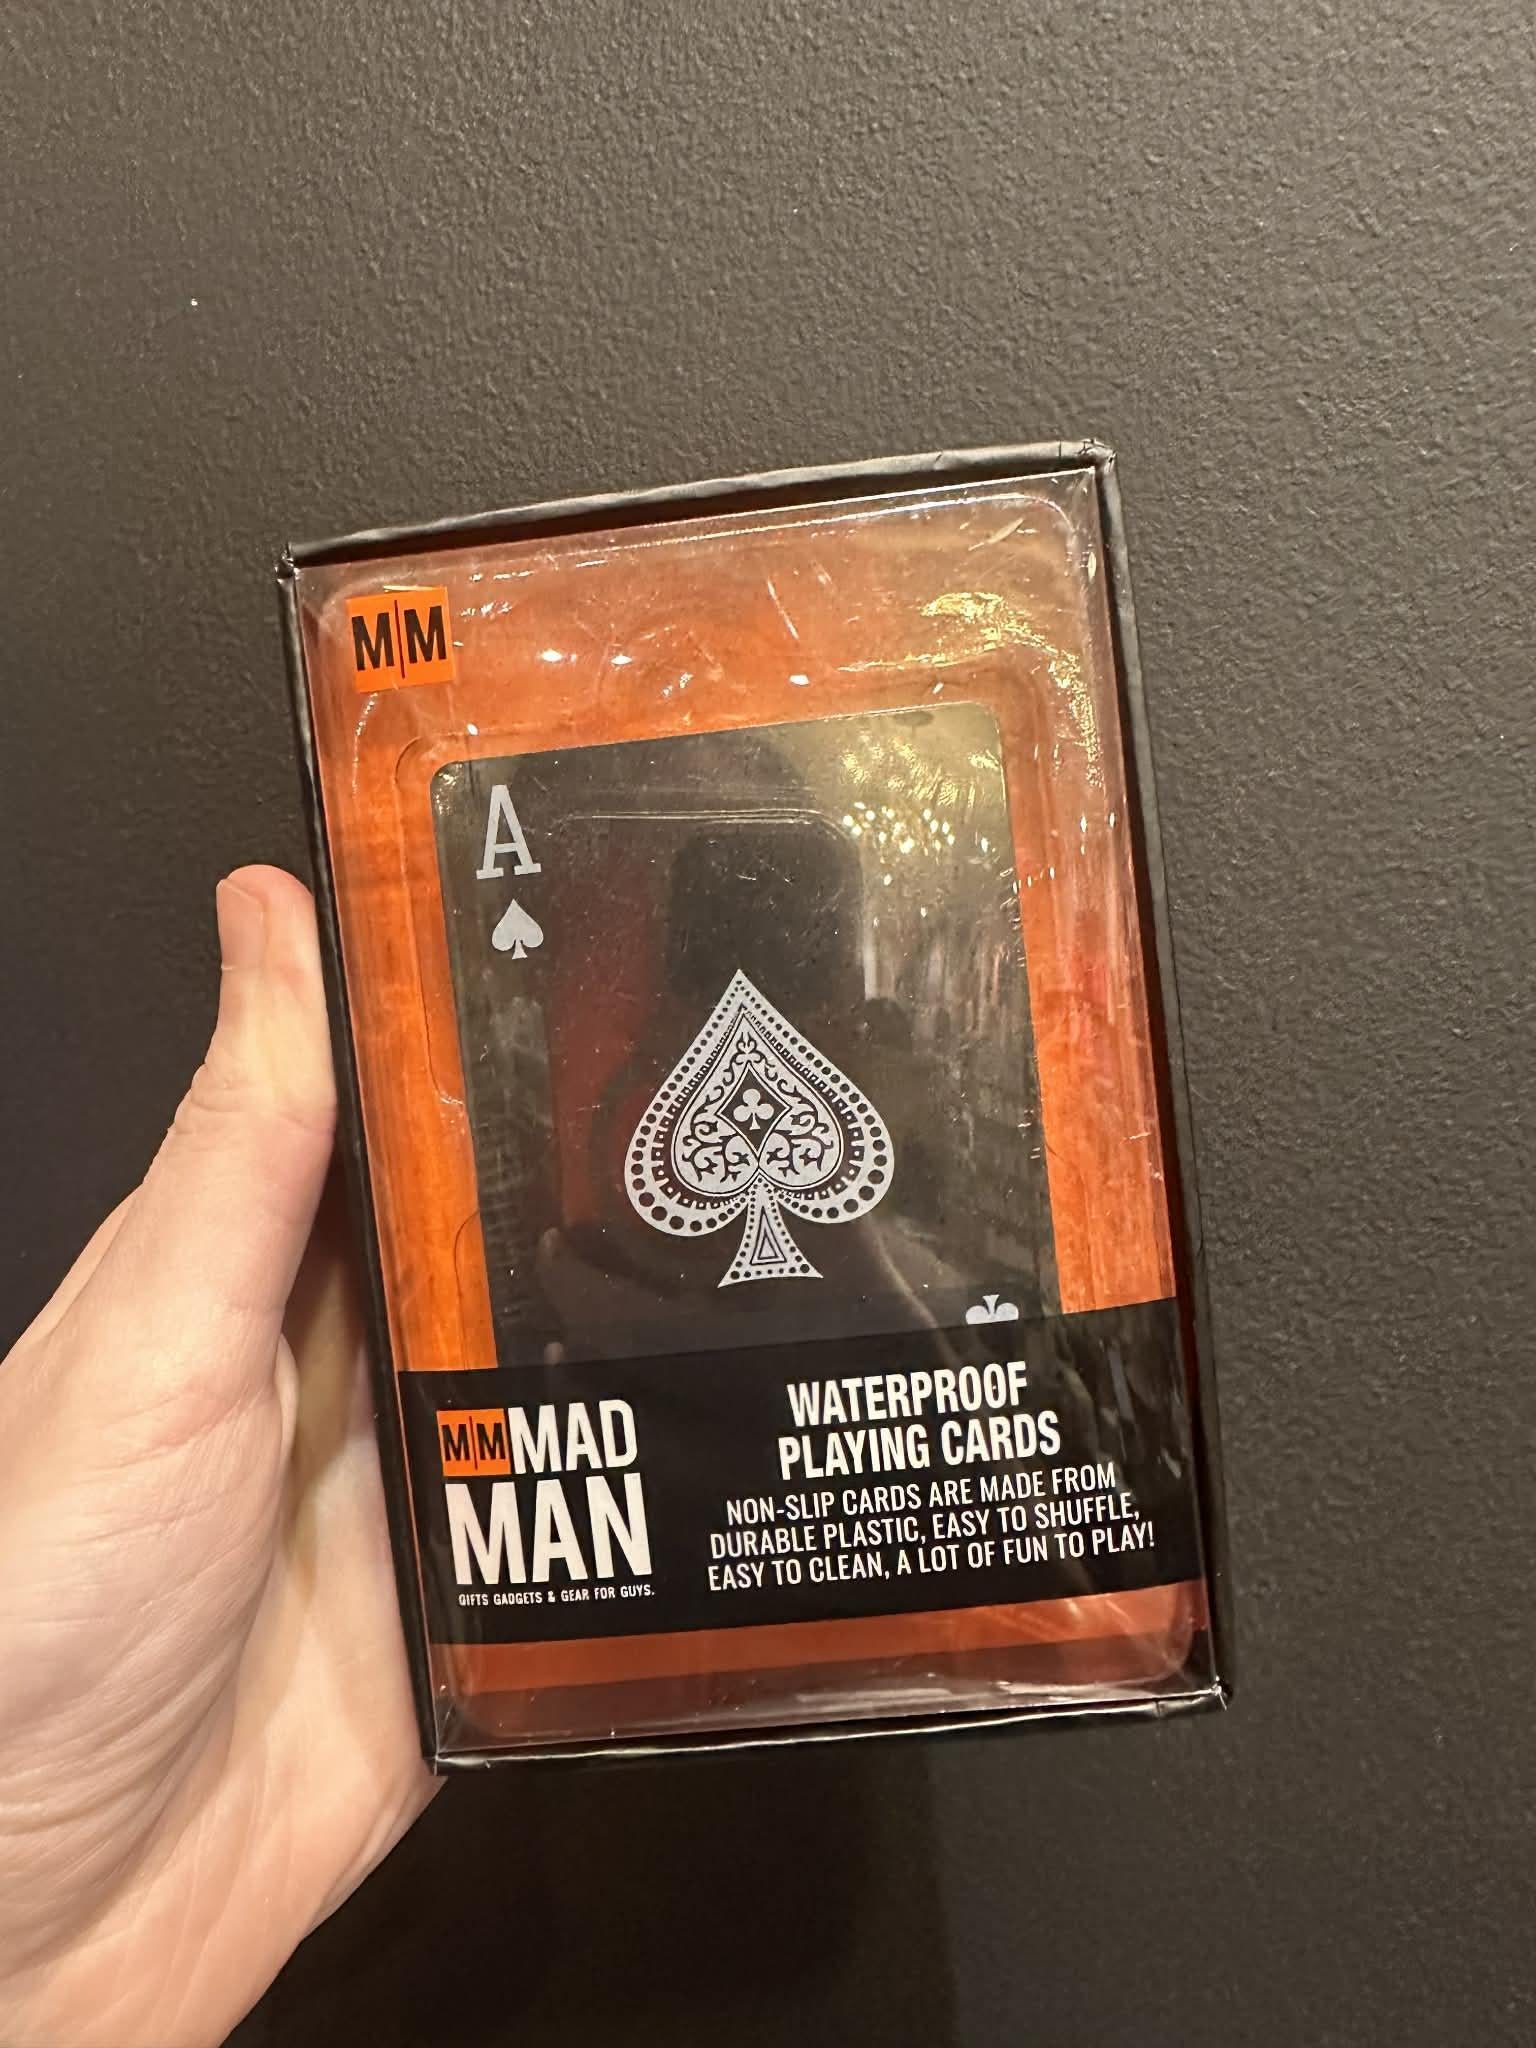 M|M
A
M|M MAD
MAN
GIFTS GADGETS & GEAR FOR GUYS.
WATERPROOF
PLAYING CARDS
NON-SLIP CARDS ARE MADE FROM
DURABLE PLASTIC, EASY TO SHUFFLE,
EASY TO CLEAN, A LOT OF FUN TO PLAY!